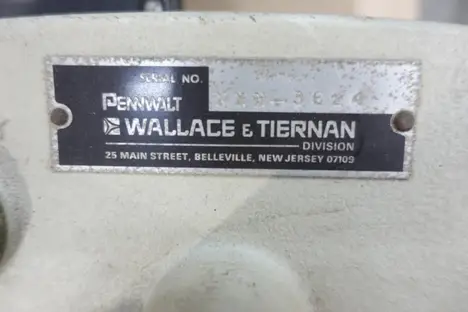 SERIAL NO.
PENNWALT
WALLACE & TIERNAN
DIVISION
25 MAIN STREET, BELLEVILLE, NEW JERSEY 07109